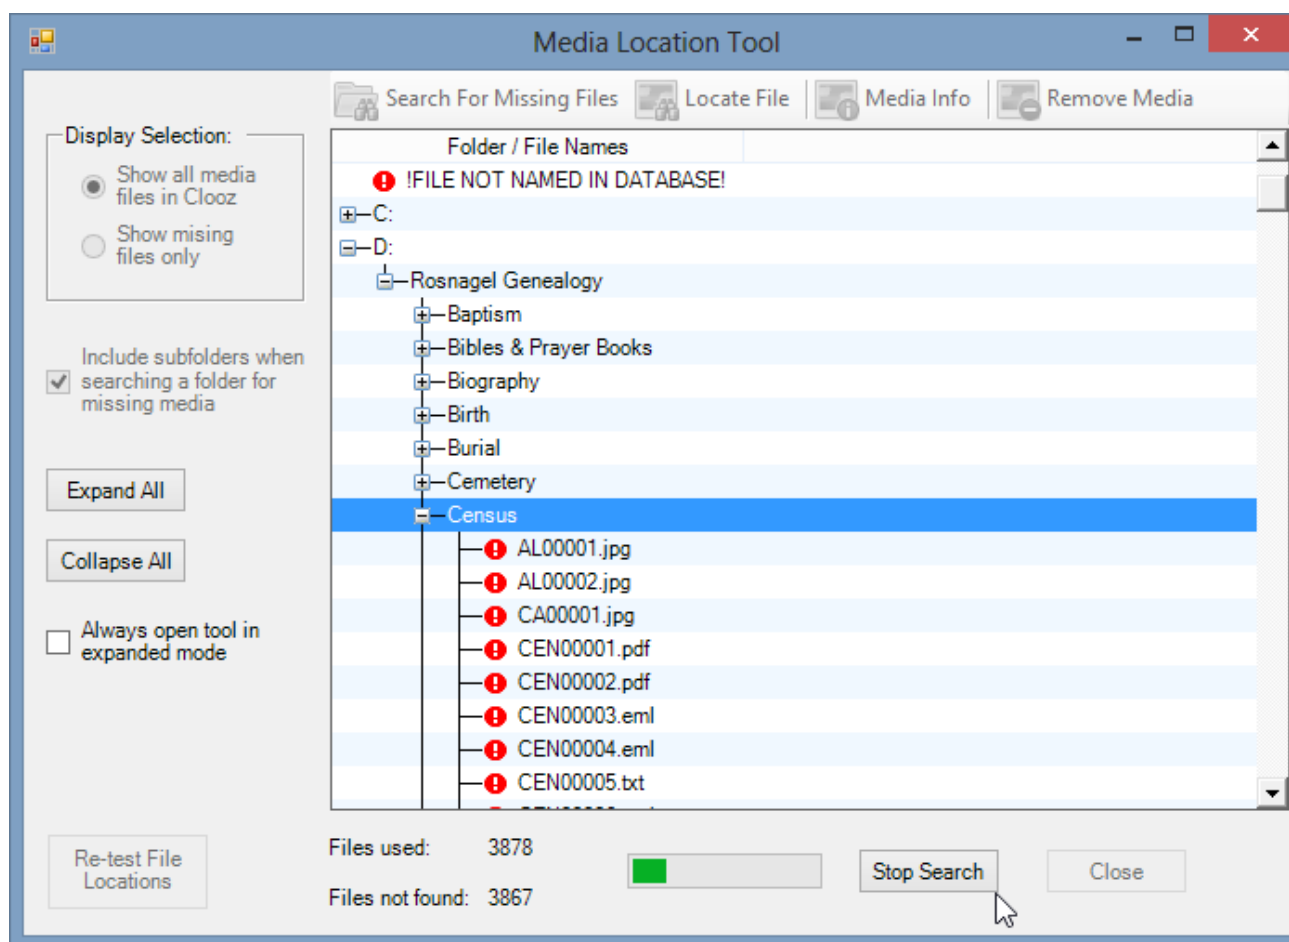 Media Location Tool
Search For Missing Files
Locate File
Media Info
Remove Media
Display Selection:
Show all media
files in Clooz
Show mising
files only
Include subfolders when
searching a folder for
missing media
Expand All
Collapse All
Always open tool in
expanded mode
Re-test File
Locations
Folder / File Names
!FILE NOT NAMED IN DATABASE!
C:
D:
Rosnagel Genealogy
Baptism
Bibles & Prayer Books
Biography
Birth
Burial
Cemetery
Census
AL00001.jpg
AL00002.jpg
CA00001.jpg
CEN00001.pdf
CEN00002.pdf
CEN00003.eml
CEN00004.eml
CEN00005.txt
Files used: 3878
Files not found: 3867
Stop Search
Close